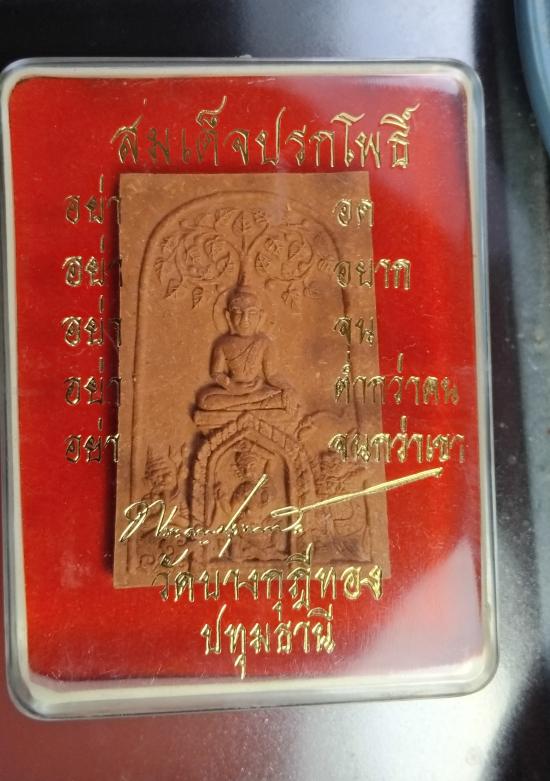 สมเด็จปรกโพธิ์
อย่า อด
อย่า อยาก
อย่า จน
อย่า ต่ำกว่าคน
อย่า จนกว่าเขา
วัดบางกุฎีทอง
ปทุมธานี